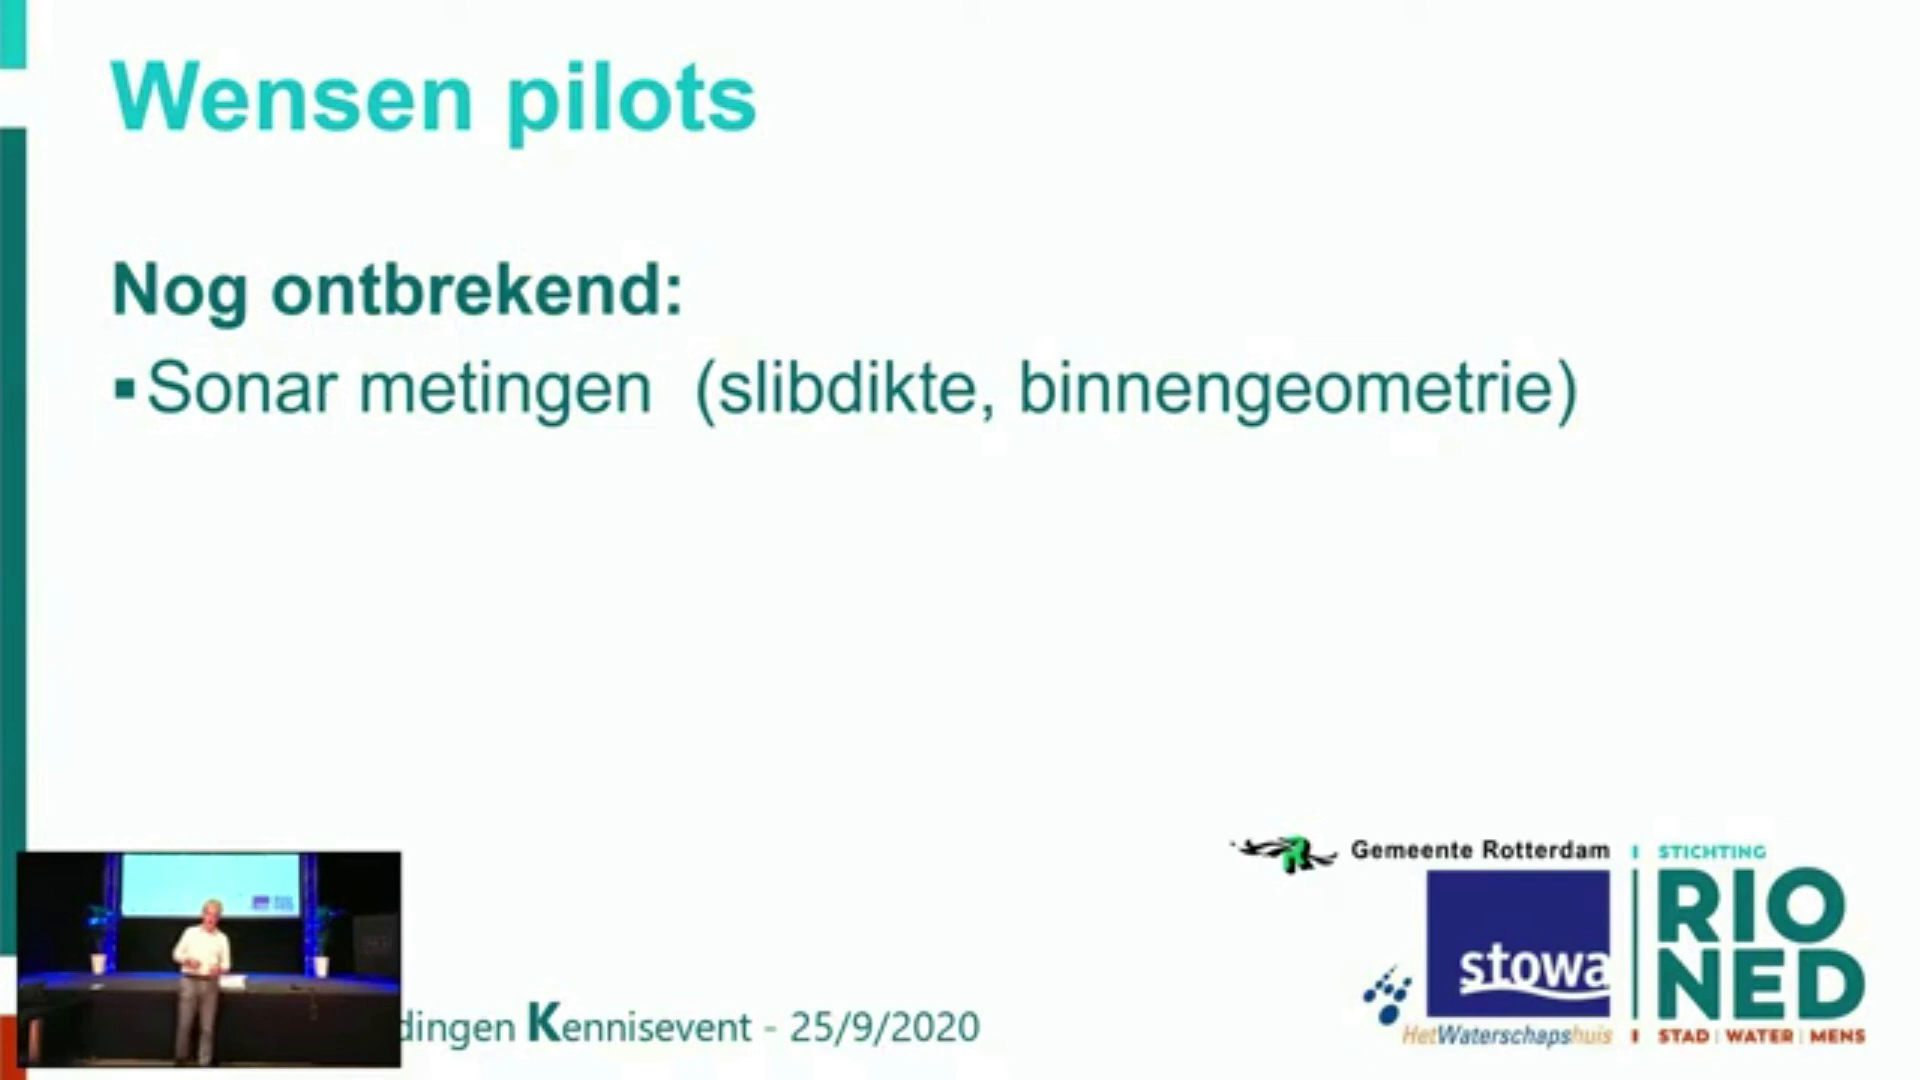 Wensen pilots
Nog ontbrekend:
▪Sonar metingen (slibdikte, binnengeometrie)
Gemeente Rotterdam
STICHTING
RIO
NED
STAD | WATER | MENS
stowa
HetWaterschapshuis
dingen Kennisevent - 25/9/2020